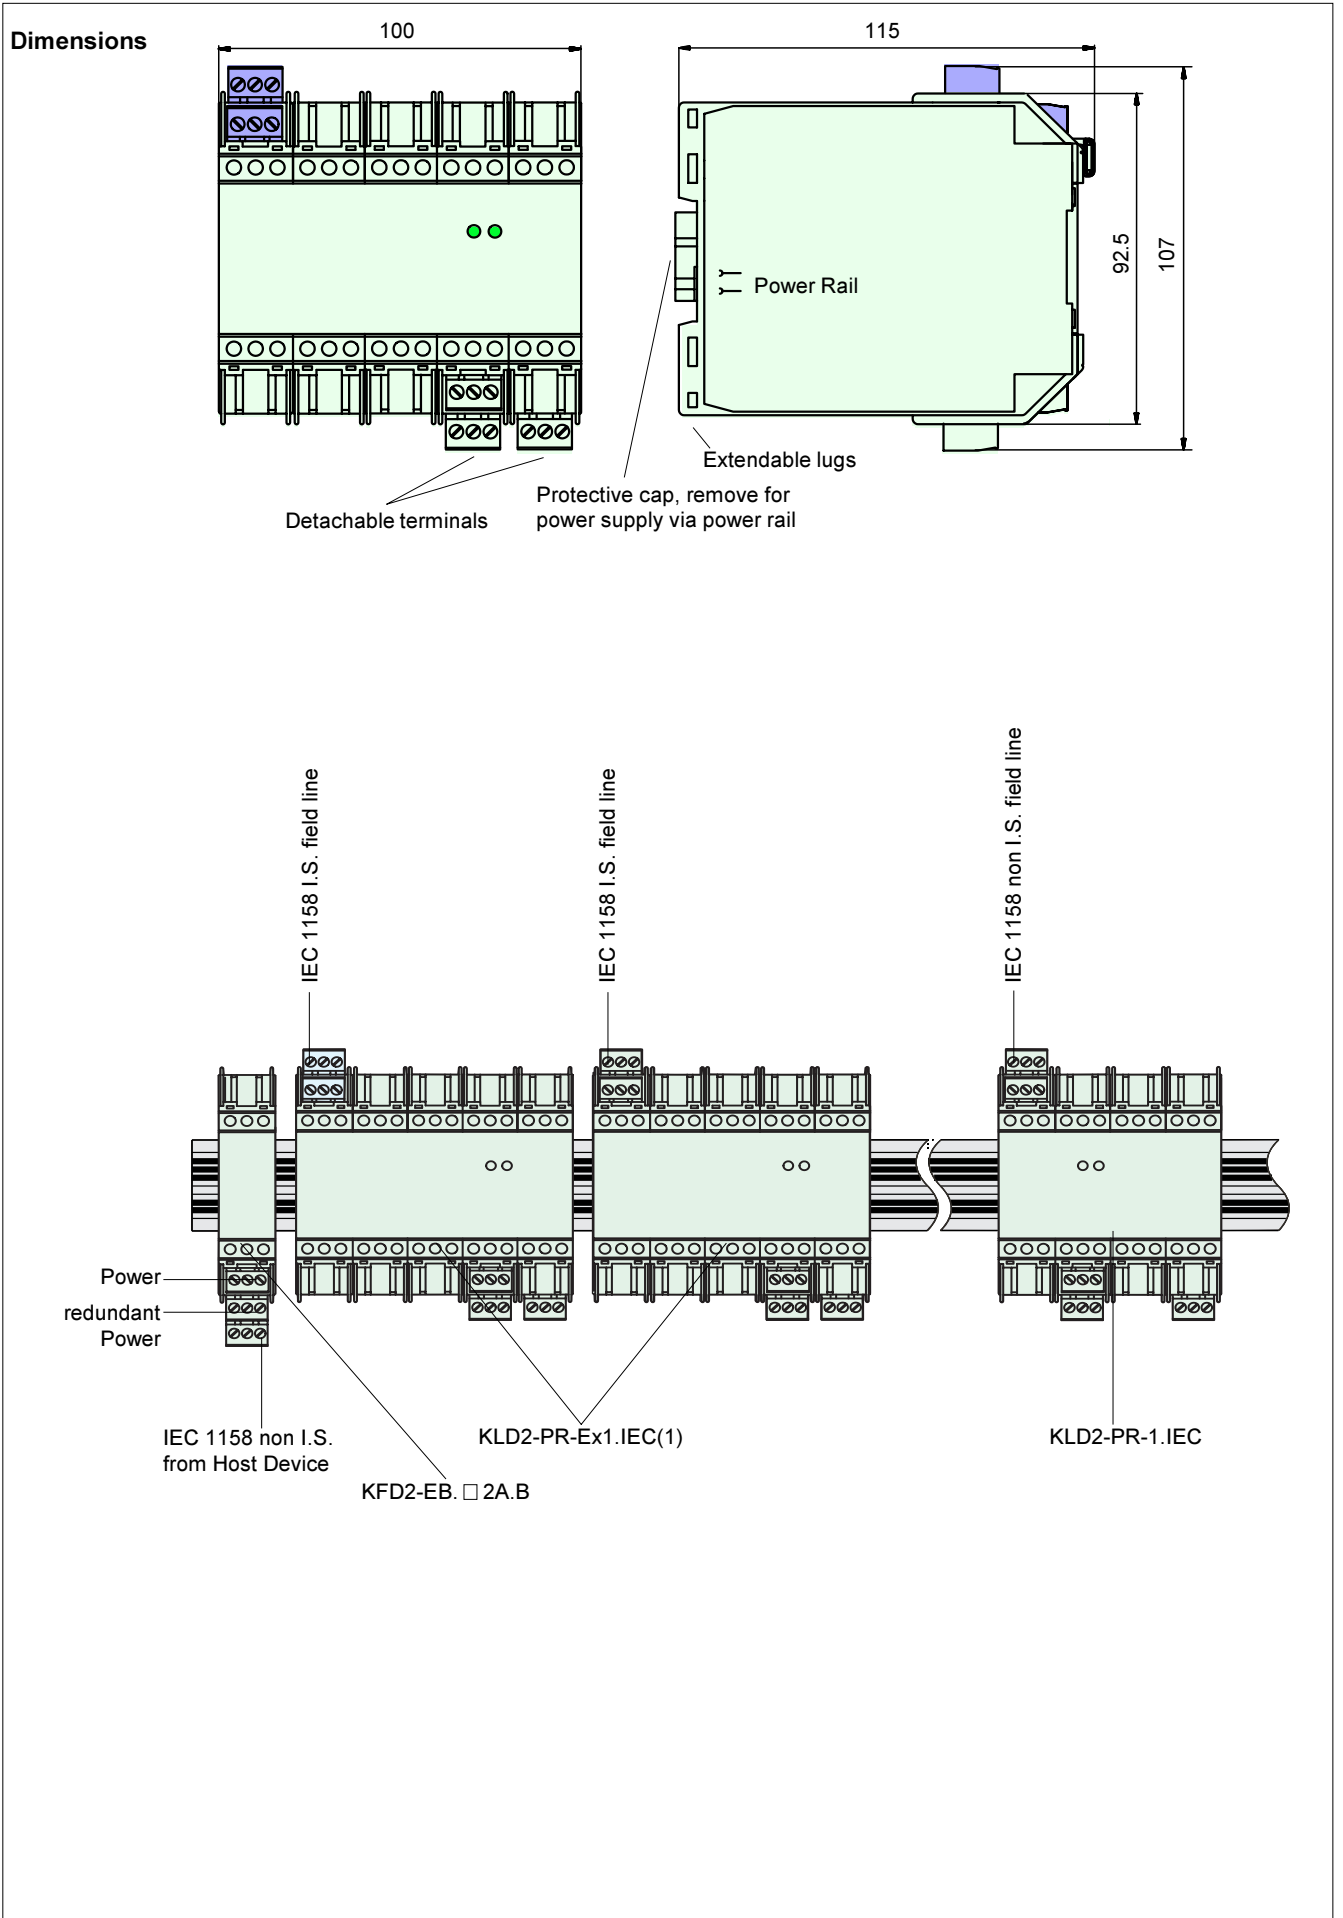 Dimensions
100
115
92.5
107
Power Rail
Extendable lugs
Detachable terminals
Protective cap, remove for
power supply via power rail
IEC 1158 I.S. field line
IEC 1158 I.S. field line
IEC 1158 non I.S. field line
Power
redundant
Power
IEC 1158 non I.S.
from Host Device
KFD2-EB. □ 2A.B
KLD2-PR-Ex1.IEC(1)
KLD2-PR-1.IEC